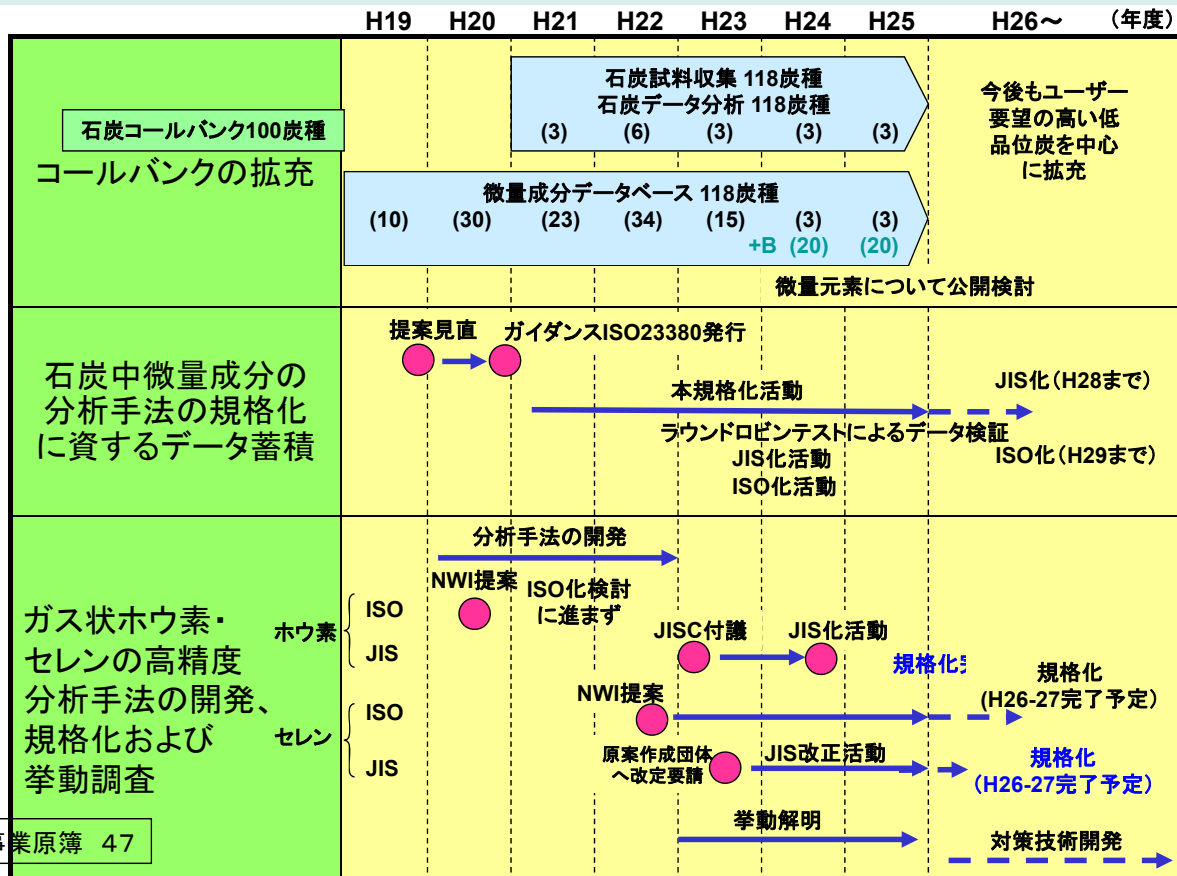 H19 H20 H21 H22 H23 H24 H25 H26～ （年度）
石炭コールバンク100炭種
コールバンクの拡充
石炭試料収集 118炭種
石炭データ分析 118炭種
(3) (6) (3) (3) (3)
微量成分データベース 118炭種
(10) (30) (23) (34) (15) (3) (3)
+B (20) (20)
今後もユーザー
要望の高い低
品位炭を中心
に拡充
微量元素について公開検討
石炭中微量成分の
分析手法の規格化
に資するデータ蓄積
提案見直 ガイダンスISO23380発行
本規格化活動
ラウンドロビンテストによるデータ検証
JIS化活動
ISO化活動
JIS化（H28まで）
ISO化（H29まで）
ガス状ホウ素・
セレンの高精度
分析手法の開発、
規格化および
挙動調査
分析手法の開発
ホウ素
ISO
NWI提案
ISO化検討
に進まず
JIS
JISC付議
JIS化活動
規格化
セレン
ISO
NWI提案
規格化
(H26-27完了予定）
JIS
原案作成団体
へ改定要請
JIS改正活動
規格化
（H26-27完了予定）
挙動解明
対策技術開発
業原簿 47